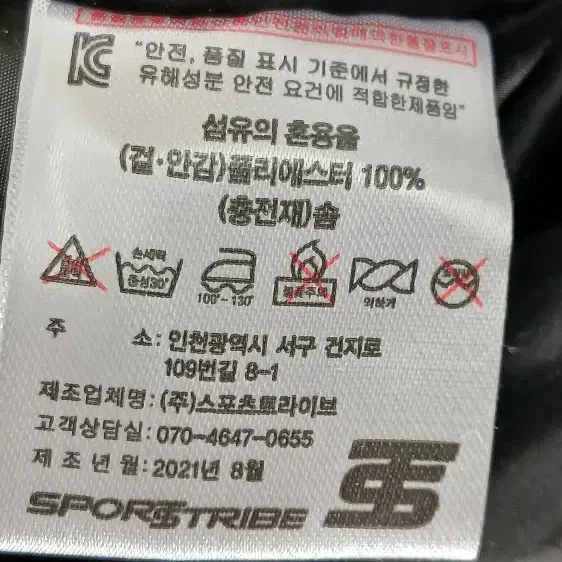 KC
"안전, 품질 표시 기준에서 규정한
유해성분 안전 요건에 적합한제품임"
섬유의 혼용율
(겉·안감)폴리에스터 100%
(충전재)솜
손세탁
중성30°
100°~130°
약하게
주 소: 인천광역시 서구 건지로
109번길 8-1
제조업체명: (주)스포츠트라이브
고객상담실: 070-4647-0655
제 조 년 월: 2021년 8월
SPORTSTRIBE